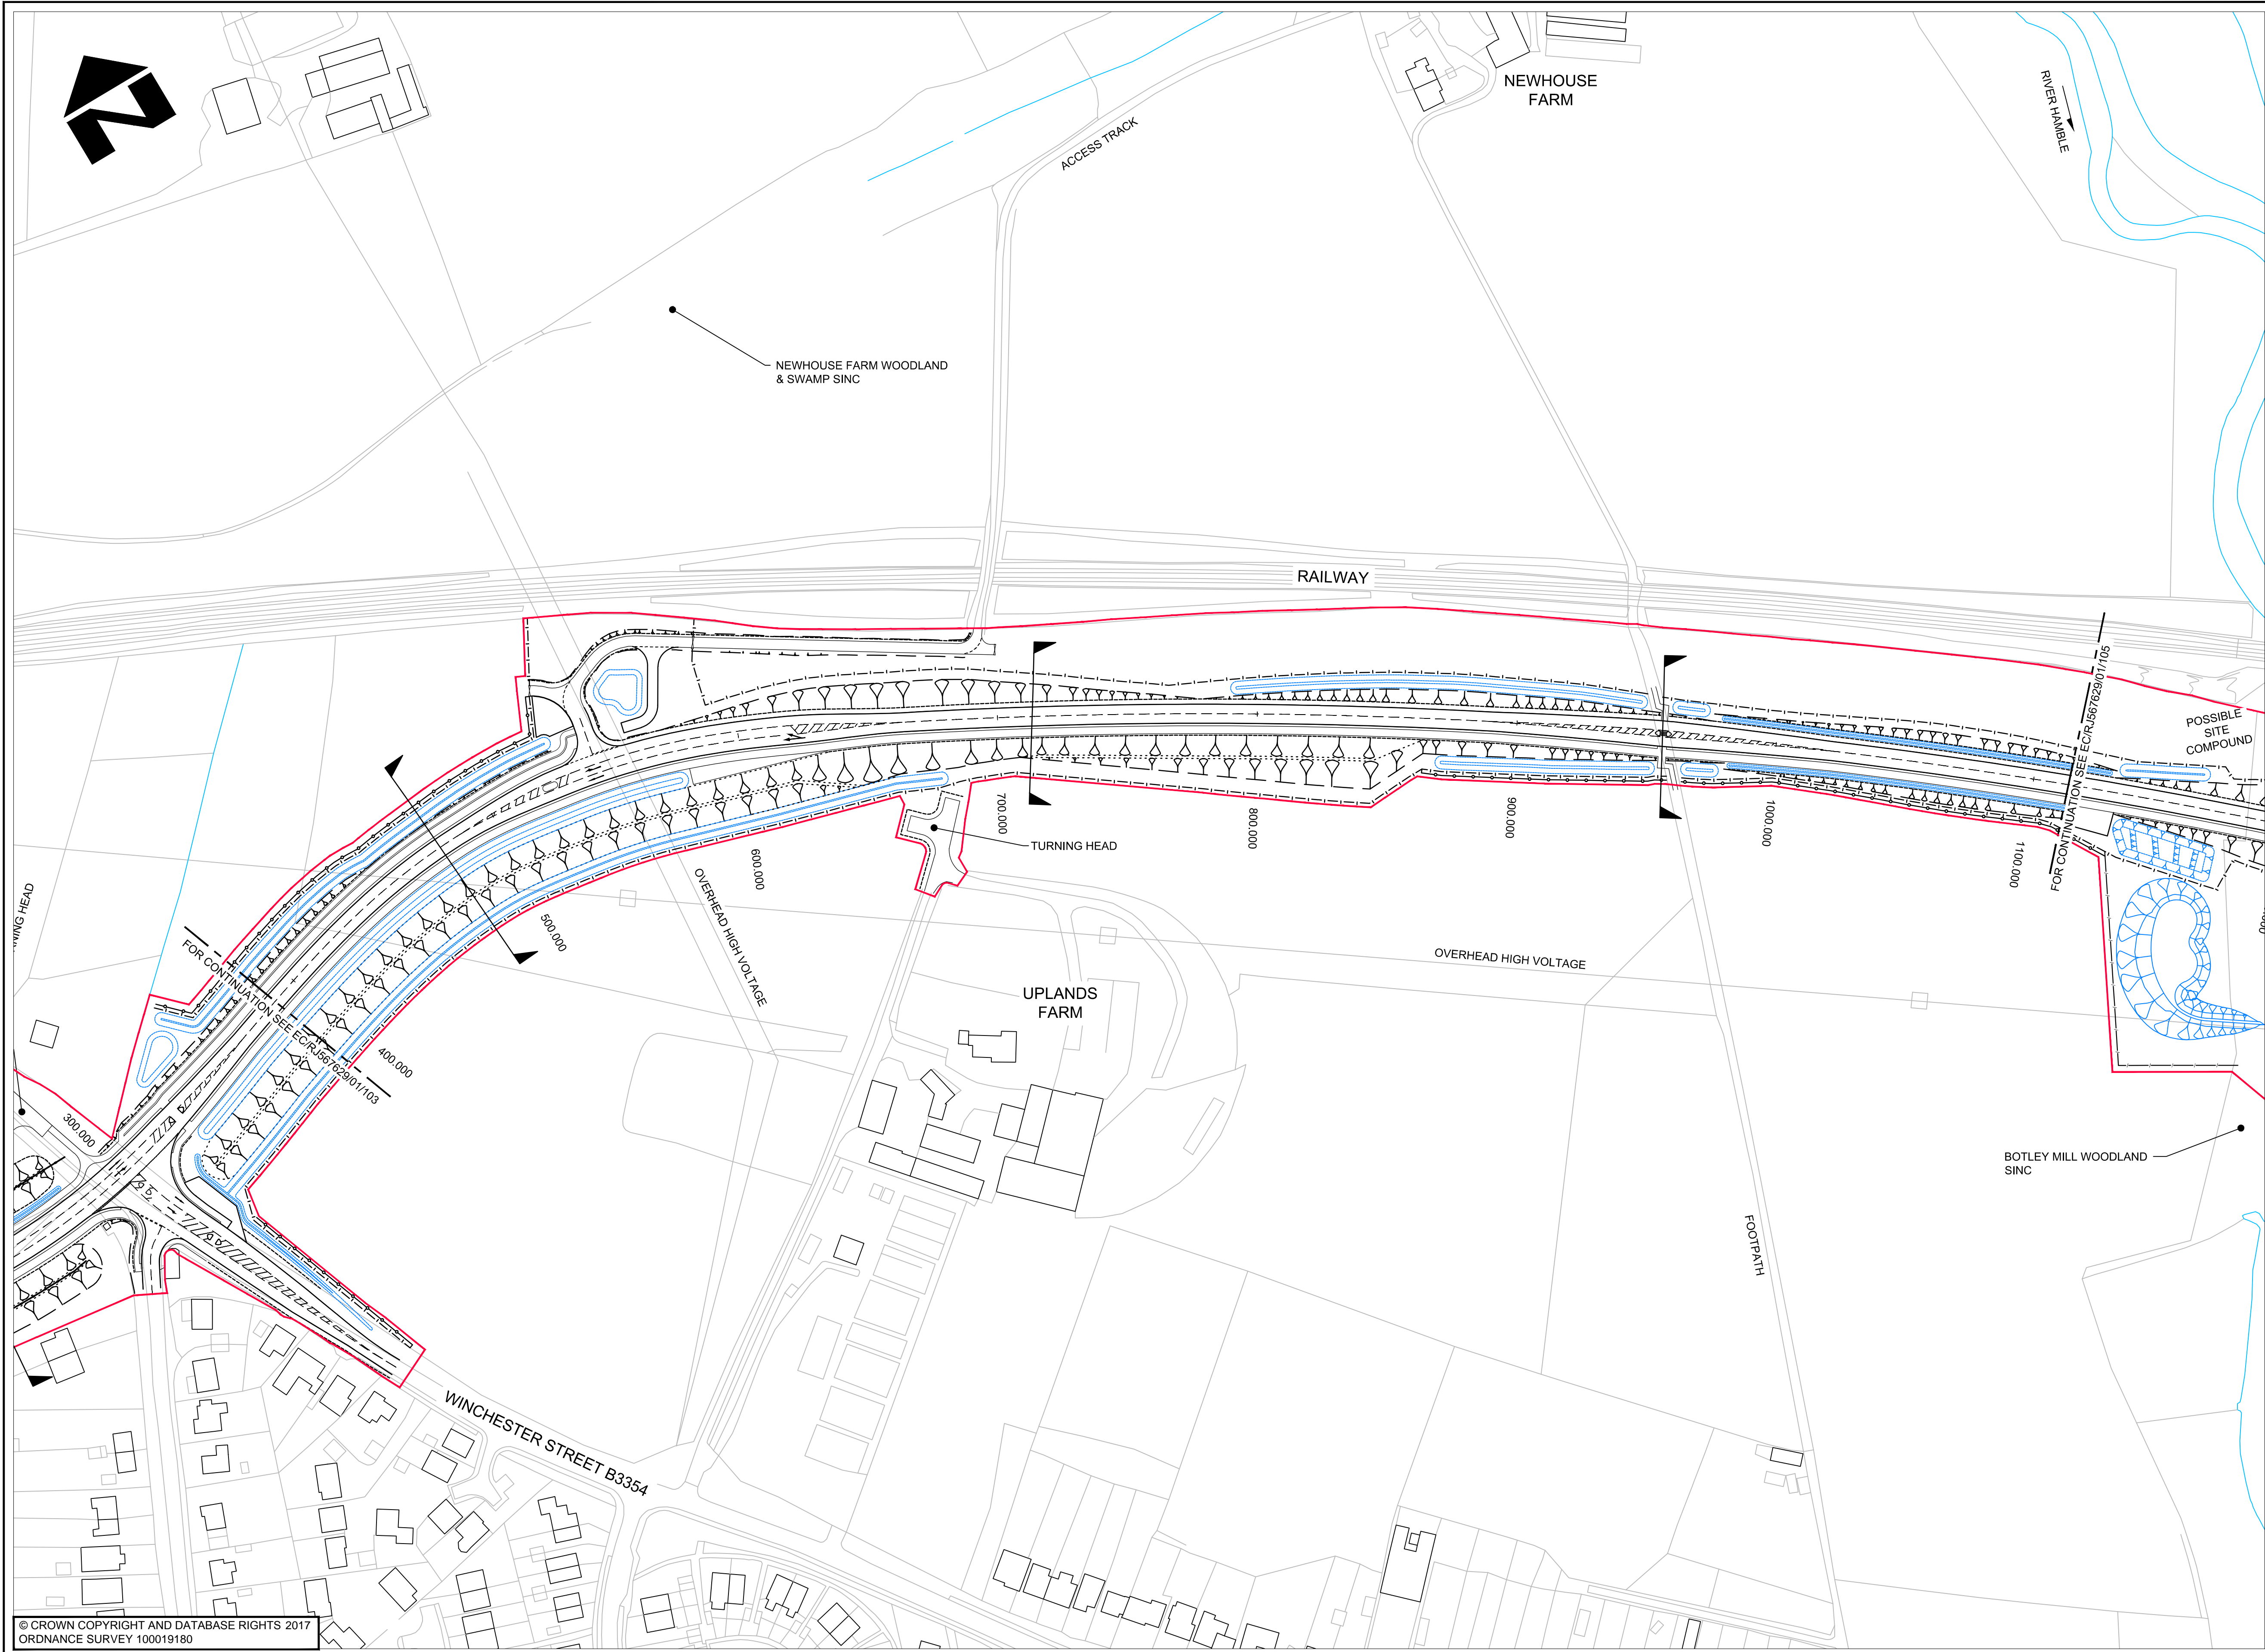 NEWHOUSE
FARM
RIVER HAMBLE
ACCESS TRACK
NEWHOUSE FARM WOODLAND
& SWAMP SINC
RAILWAY
FOR CONTINUATION SEE EC/RJ567629/01/105
POSSIBLE
SITE
COMPOUND
TURNING HEAD
700.000
800.000
900.000
1000.000
1100.000
600.000
500.000
400.000
300.000
OVERHEAD HIGH VOLTAGE
FOR CONTINUATION SEE EC/RJ567629/01/103
OVERHEAD HIGH VOLTAGE
UPLANDS
FARM
BOTLEY MILL WOODLAND
SINC
FOOTPATH
WINCHESTER STREET B3354
© CROWN COPYRIGHT AND DATABASE RIGHTS 2017
ORDNANCE SURVEY 100019180